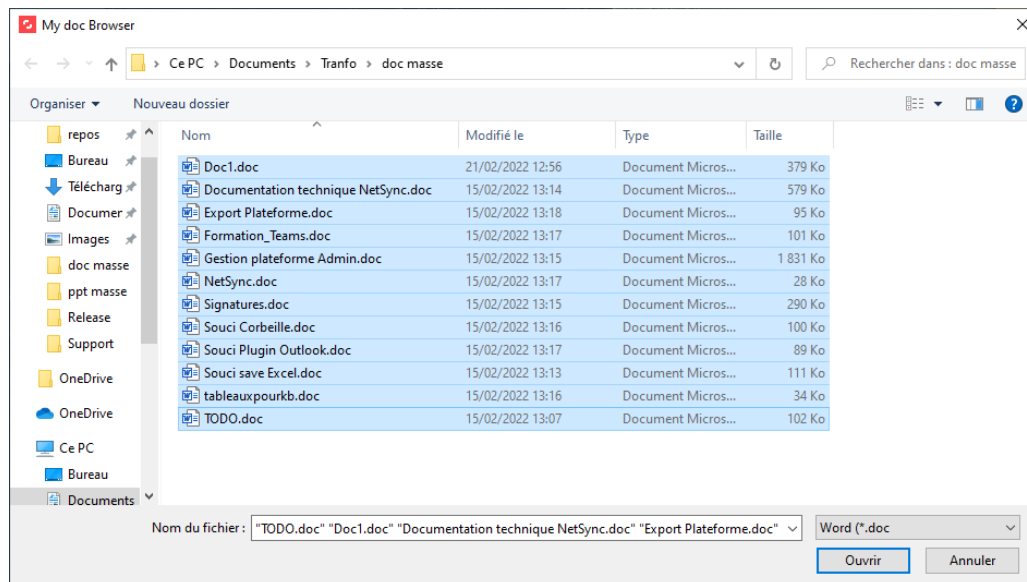 My doc Browser
Ce PC > Documents > Tranfo > doc masse Rechercher dans : doc masse
Organiser Nouveau dossier
Nom Modifié le Type Taille
repos
Bureau
Télécharg
Documer
Images
doc masse
ppt masse
Release
Support
OneDrive
OneDrive
Ce PC
Bureau
Documents
Doc1.doc 21/02/2022 12:56 Document Micros... 379 Ko
Documentation technique NetSync.doc 15/02/2022 13:14 Document Micros... 579 Ko
Export Plateforme.doc 15/02/2022 13:18 Document Micros... 95 Ko
Formation_Teams.doc 15/02/2022 13:17 Document Micros... 101 Ko
Gestion plateforme Admin.doc 15/02/2022 13:15 Document Micros... 1 831 Ko
NetSync.doc 15/02/2022 13:17 Document Micros... 28 Ko
Signatures.doc 15/02/2022 13:15 Document Micros... 290 Ko
Souci Corbeille.doc 15/02/2022 13:16 Document Micros... 100 Ko
Souci Plugin Outlook.doc 15/02/2022 13:17 Document Micros... 89 Ko
Souci save Excel.doc 15/02/2022 13:13 Document Micros... 111 Ko
tableauxpourkb.doc 15/02/2022 13:16 Document Micros... 34 Ko
TODO.doc 15/02/2022 13:07 Document Micros... 102 Ko
Nom du fichier : "TODO.doc" "Doc1.doc" "Documentation technique NetSync.doc" "Export Plateforme.doc" Word (*.doc
Ouvrir Annuler